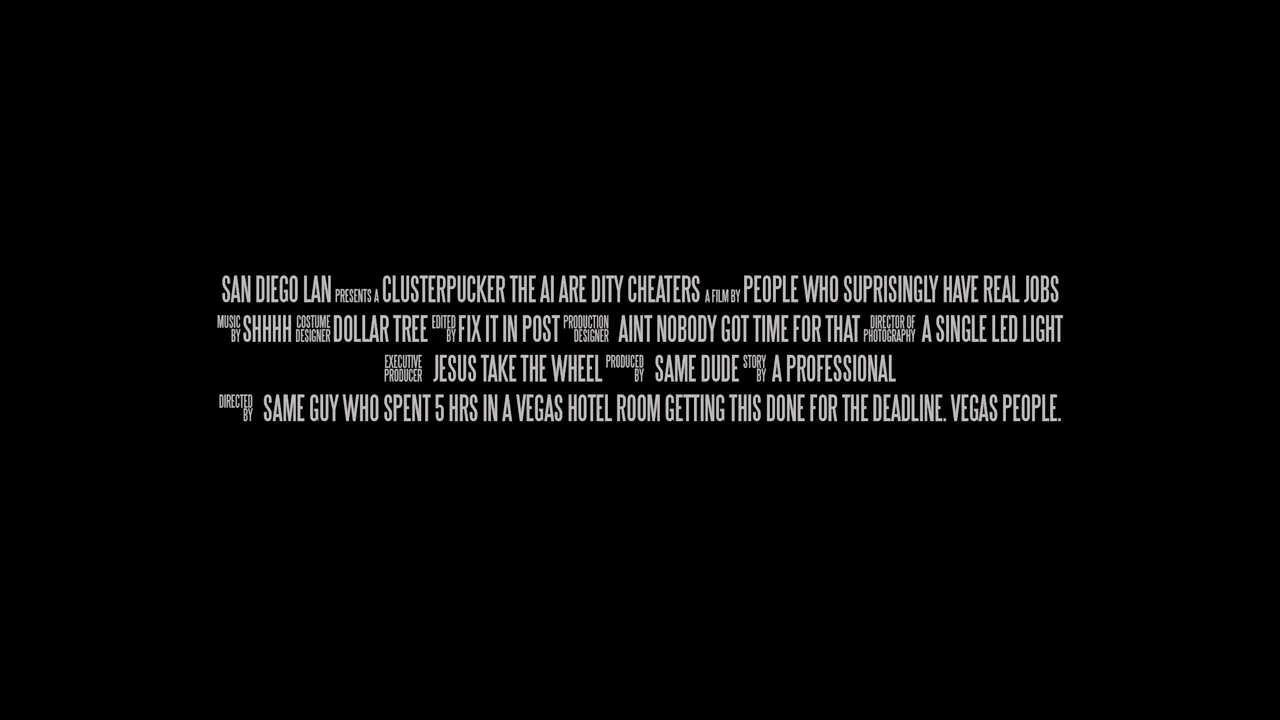 SAN DIEGO LAN PRESENTS A CLUSTERPUCKER THE AI ARE DITY CHEATERS A FILM BY PEOPLE WHO SUPRISINGLY HAVE REAL JOBS
MUSIC BY SHHHH COSTUME DESIGNER DOLLAR TREE EDITED BY FIX IT IN POST PRODUCTION DESIGNER AINT NOBODY GOT TIME FOR THAT DIRECTOR OF PHOTOGRAPHY A SINGLE LED LIGHT
EXECUTIVE PRODUCER JESUS TAKE THE WHEEL PRODUCED BY SAME DUDE STORY BY A PROFESSIONAL
DIRECTED BY SAME GUY WHO SPENT 5 HRS IN A VEGAS HOTEL ROOM GETTING THIS DONE FOR THE DEADLINE. VEGAS PEOPLE.